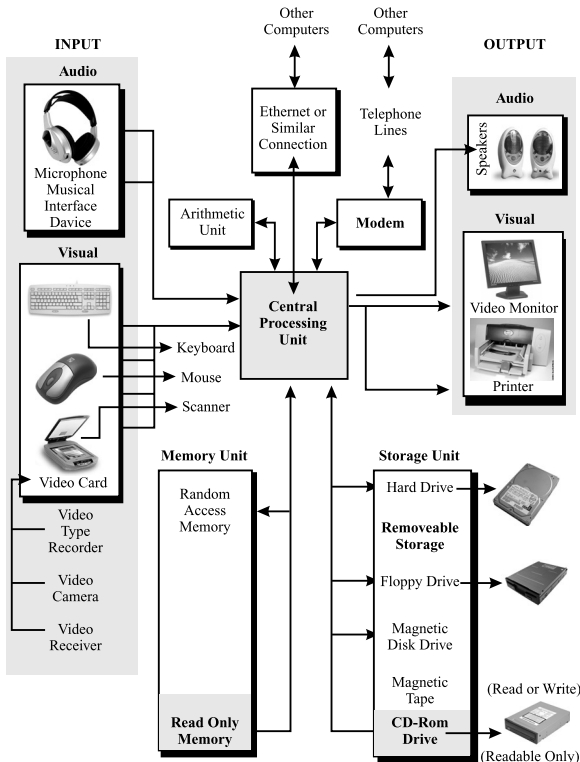 Other
Computers
Other
Computers
INPUT
OUTPUT
Audio
Microphone
Musical
Interface
Davice
Ethernet or
Similar
Connection
Telephone
Lines
Audio
Speakers
Arithmetic
Unit
Modem
Visual
Visual
Central
Processing
Unit
Video Monitor
Printer
Keyboard
Mouse
Scanner
Video Card
Video
Type
Recorder
Video
Camera
Video
Receiver
Memory Unit
Random
Access
Memory
Read Only
Memory
Storage Unit
Hard Drive
Removeable
Storage
Floppy Drive
Magnetic
Disk Drive
Magnetic
Tape
CD-Rom
Drive
(Read or Write)
(Readable Only)